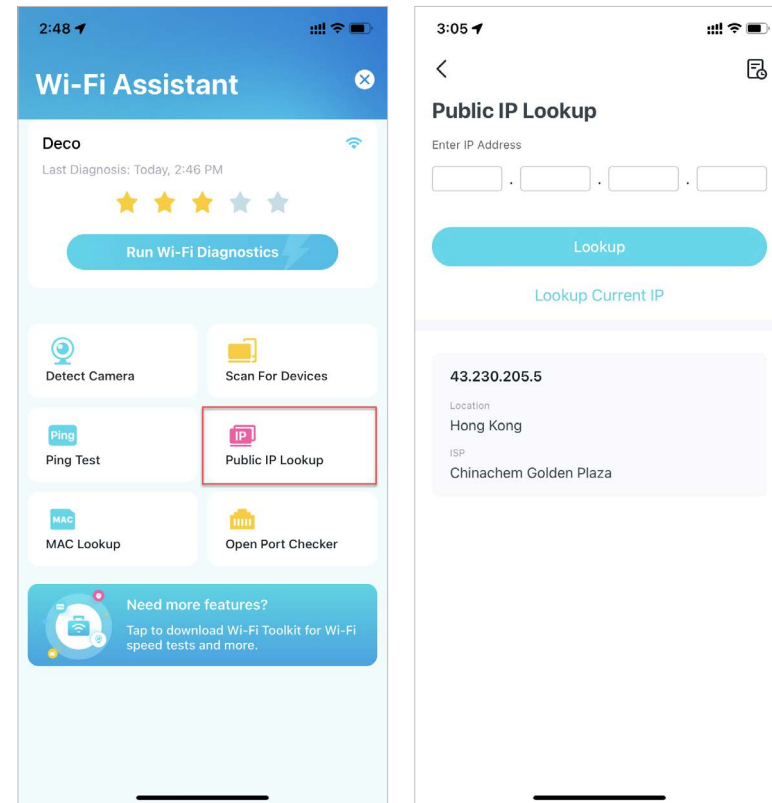 2:48
Wi-Fi Assistant
Deco
Last Diagnosis: Today, 2:46 PM
Run Wi-Fi Diagnostics
Detect Camera
Scan For Devices
Ping
Ping Test
IP
Public IP Lookup
MAC
MAC Lookup
Open Port Checker
Need more features?
Tap to download Wi-Fi Toolkit for Wi-Fi
speed tests and more.
3:05
Public IP Lookup
Enter IP Address
. . .
Lookup
Lookup Current IP
43.230.205.5
Location
Hong Kong
ISP
Chinachem Golden Plaza